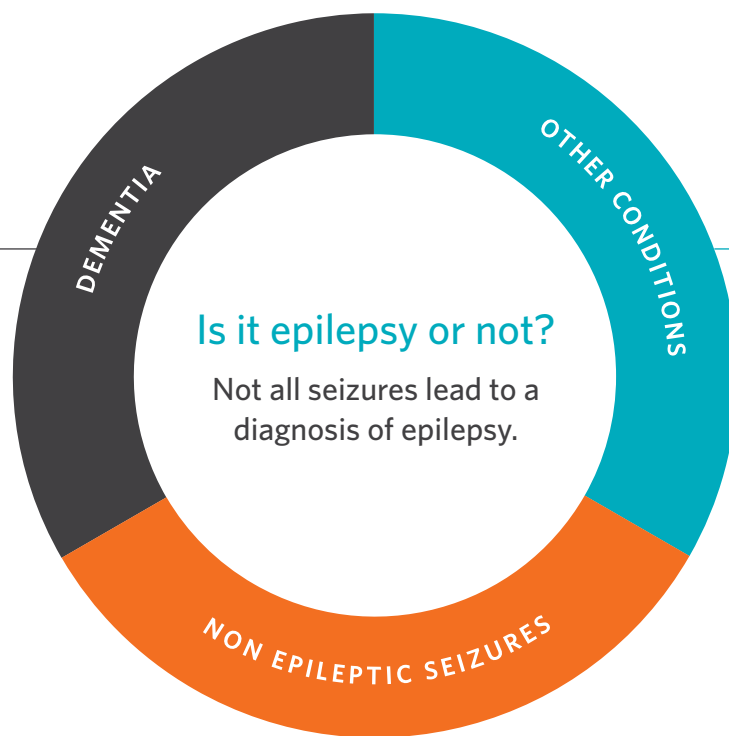 DEMENTIA
OTHER CONDITIONS
Is it epilepsy or not?
Not all seizures lead to a
diagnosis of epilepsy.
NON EPILEPTIC SEIZURES